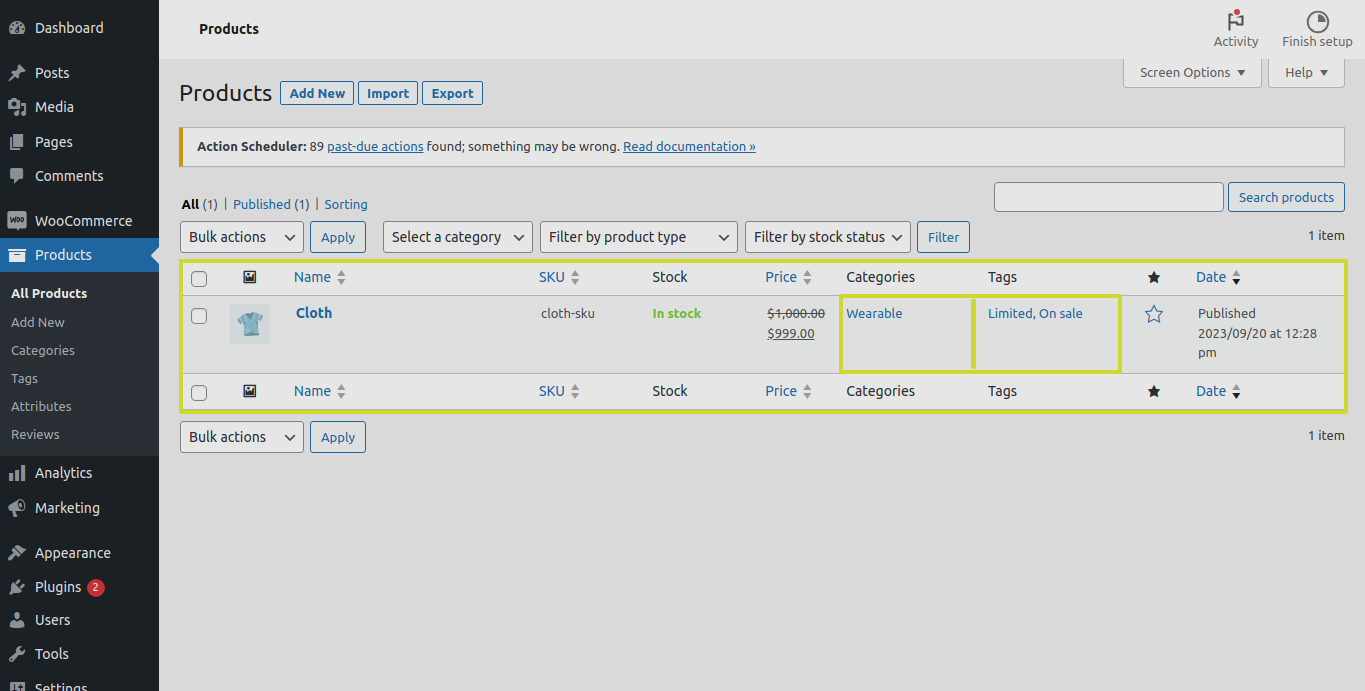 Dashboard
Posts
Media
Pages
Comments
WooCommerce
Products
All Products
Add New
Categories
Tags
Attributes
Reviews
Analytics
Marketing
Appearance
Plugins 2
Users
Tools
Settings
Products
Activity
Finish setup
Screen Options
Help
Products Add New Import Export
Action Scheduler: 89 past-due actions found; something may be wrong. Read documentation »
All (1) | Published (1) | Sorting
Search products
Bulk actions Apply Select a category Filter by product type Filter by stock status Filter
1 item
Name SKU Stock Price Categories Tags Date
Cloth cloth-sku In stock $1,000.00 Wearable Limited, On sale Published
$999.00 2023/09/20 at 12:28
pm
Name SKU Stock Price Categories Tags Date
Bulk actions Apply
1 item